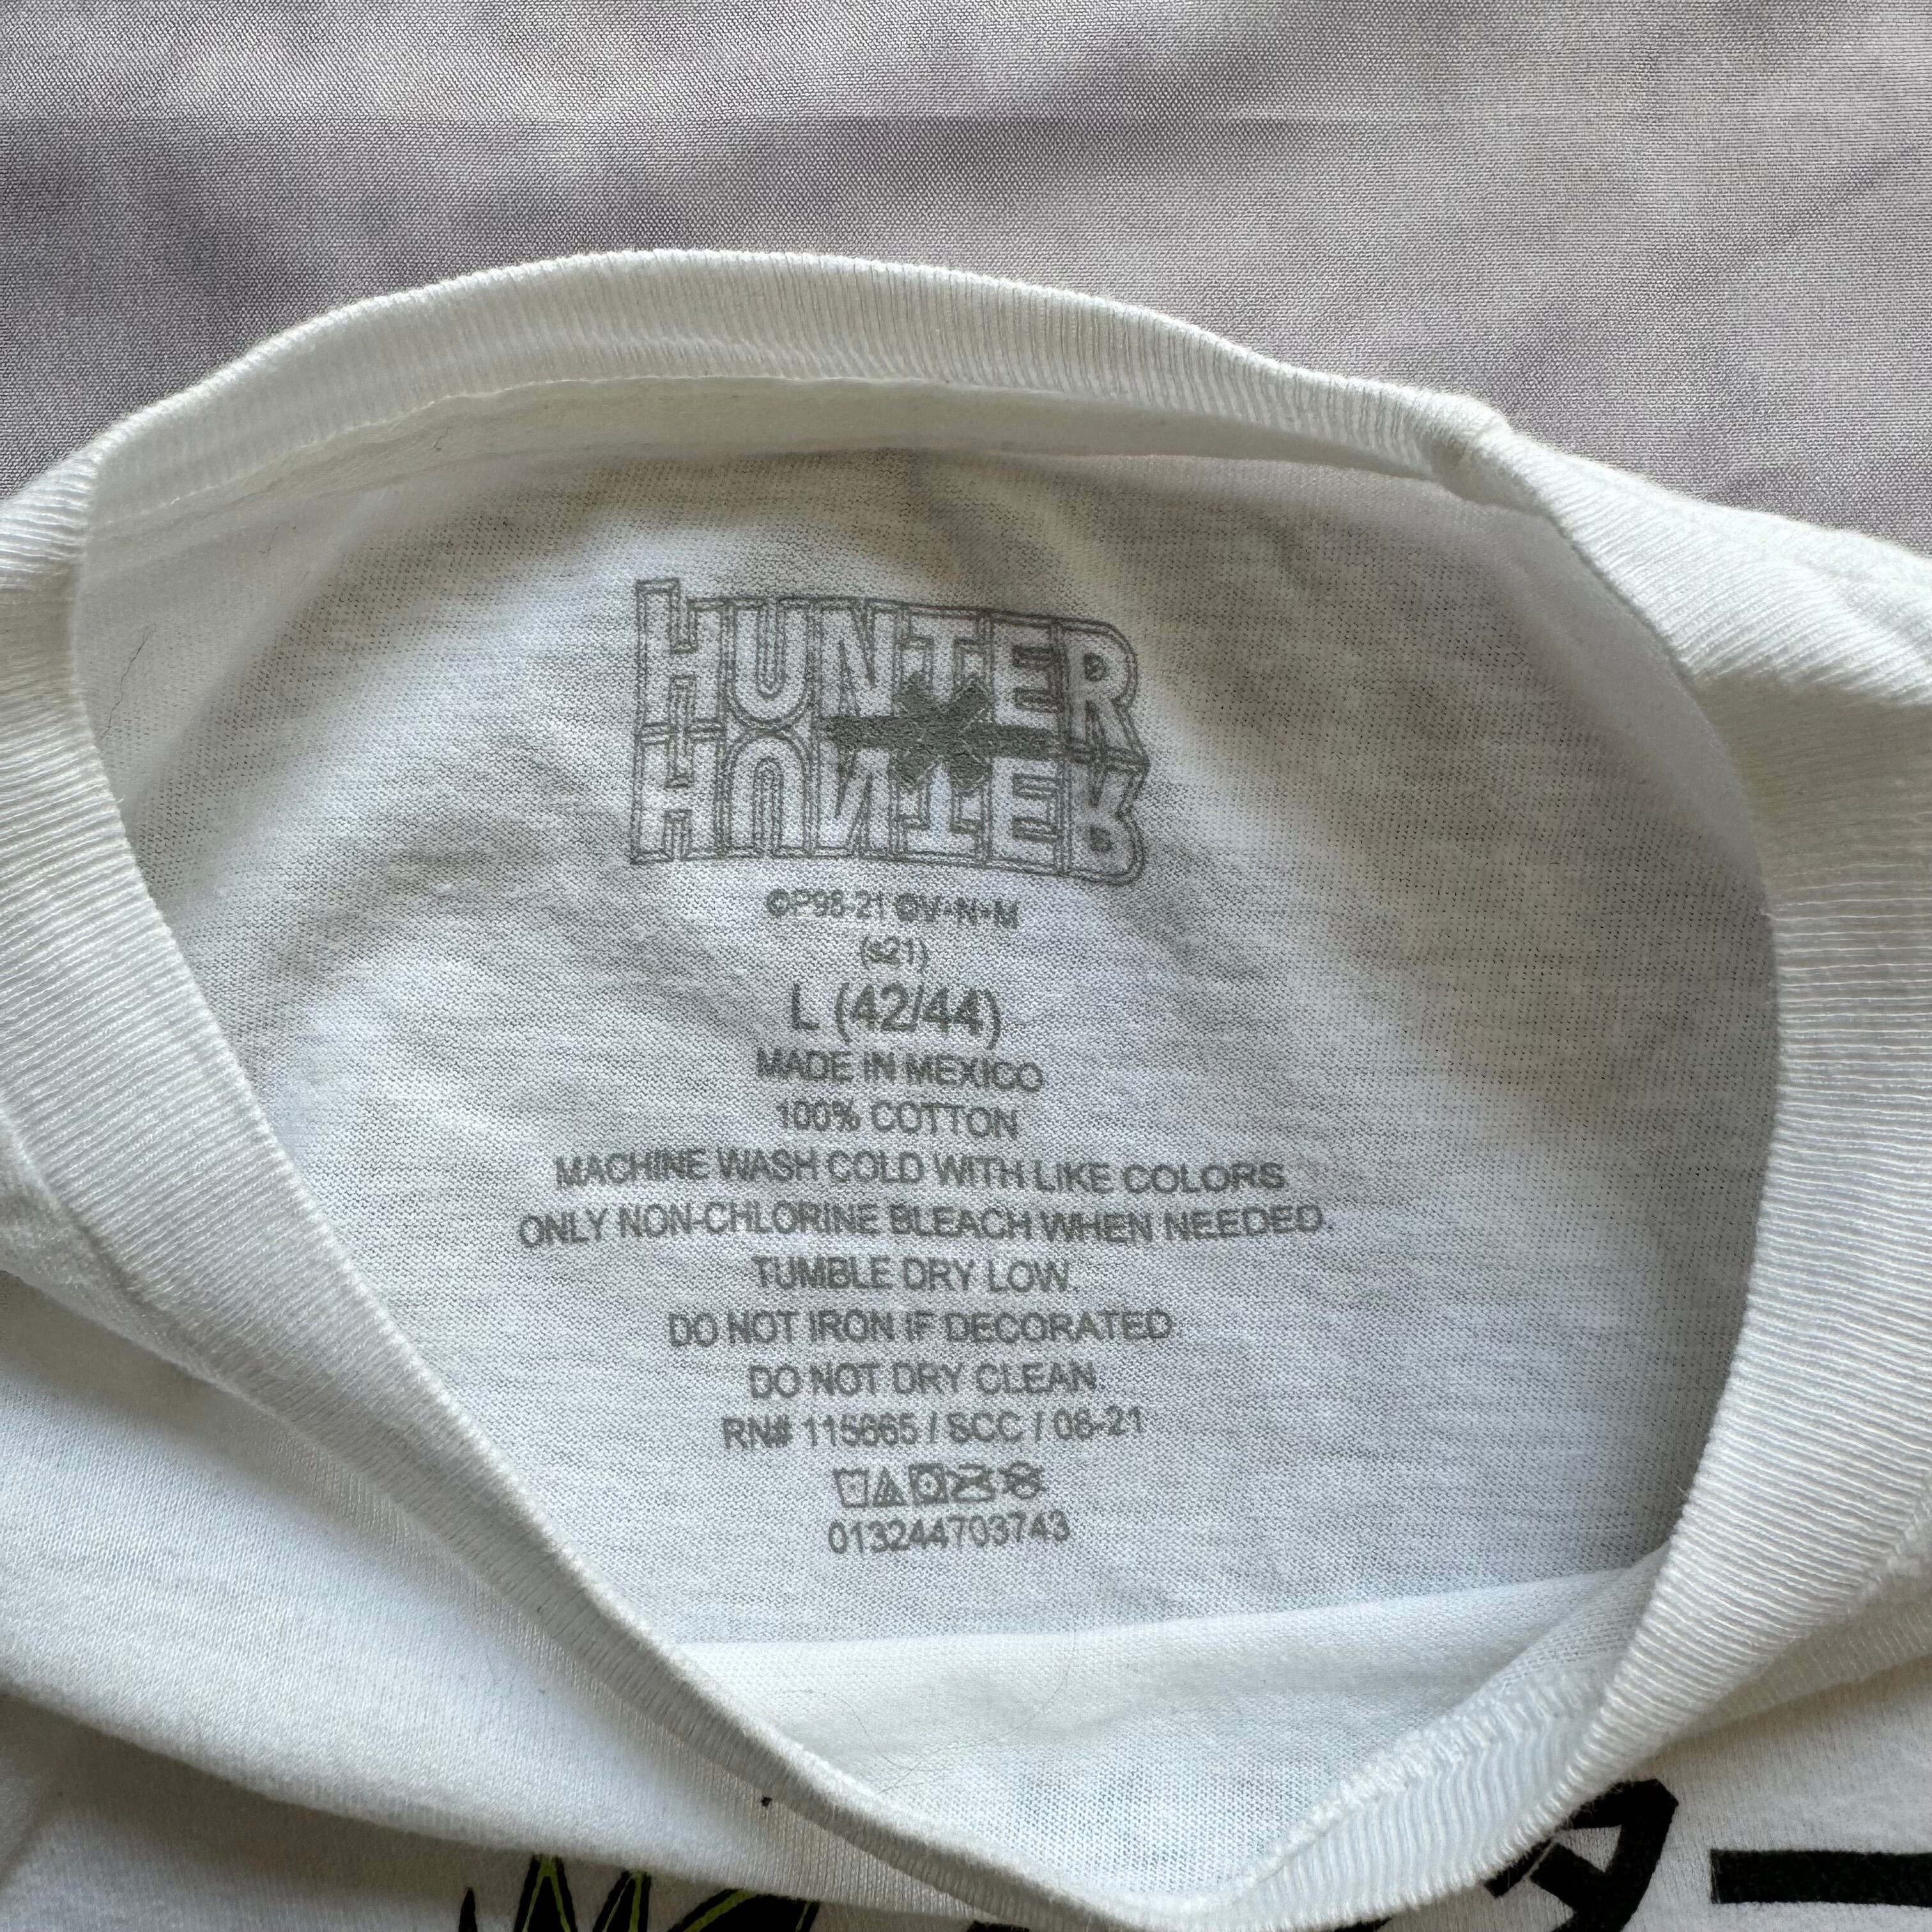 HUNTER
HUNTER
©P98-21 ©V•N•M
(s21)
L (42/44)
MADE IN MEXICO
100% COTTON
MACHINE WASH COLD WITH LIKE COLORS
ONLY NON-CHLORINE BLEACH WHEN NEEDED.
TUMBLE DRY LOW.
DO NOT IRON IF DECORATED
DO NOT DRY CLEAN.
RN# 115665 / SCC / 08-21
013244703743